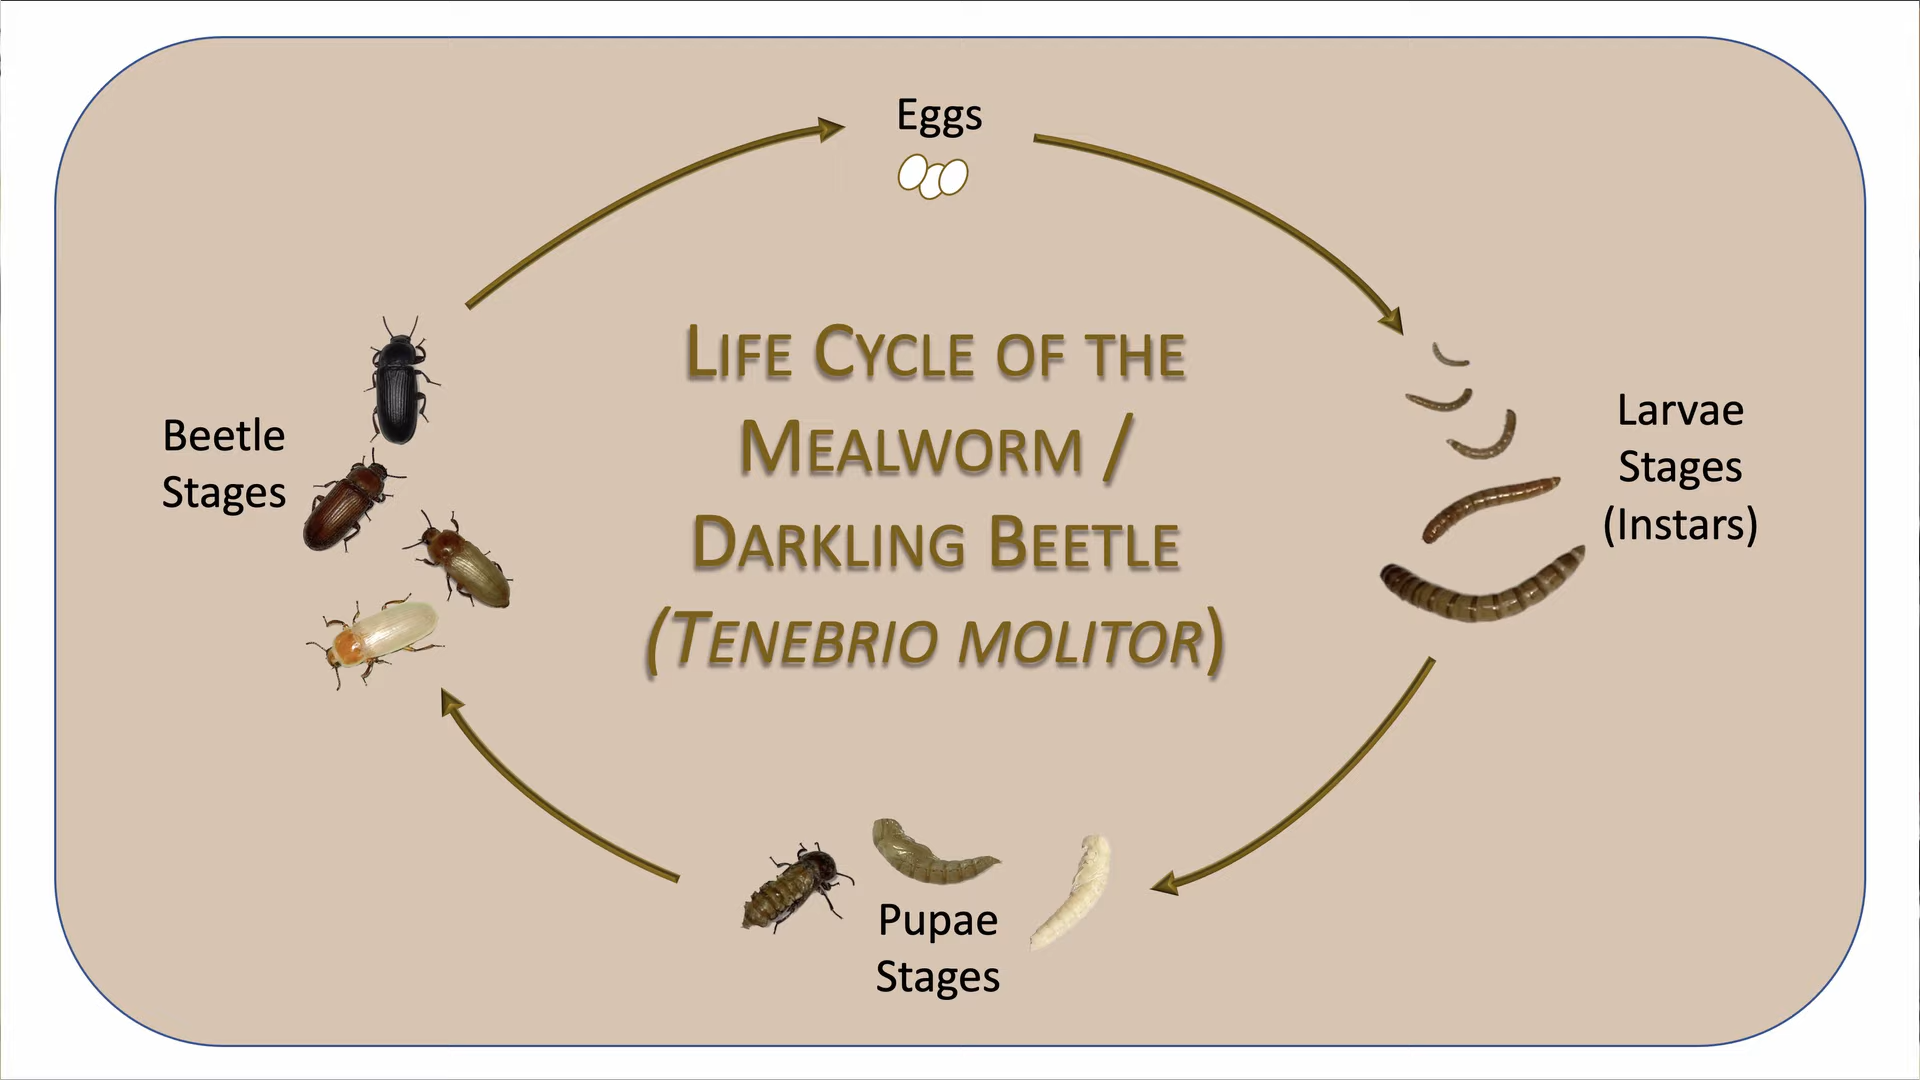 Eggs
Life Cycle of the
Mealworm /
Darkling Beetle
(Tenebrio molitor)
Beetle
Stages
Larvae
Stages
(Instars)
Pupae
Stages